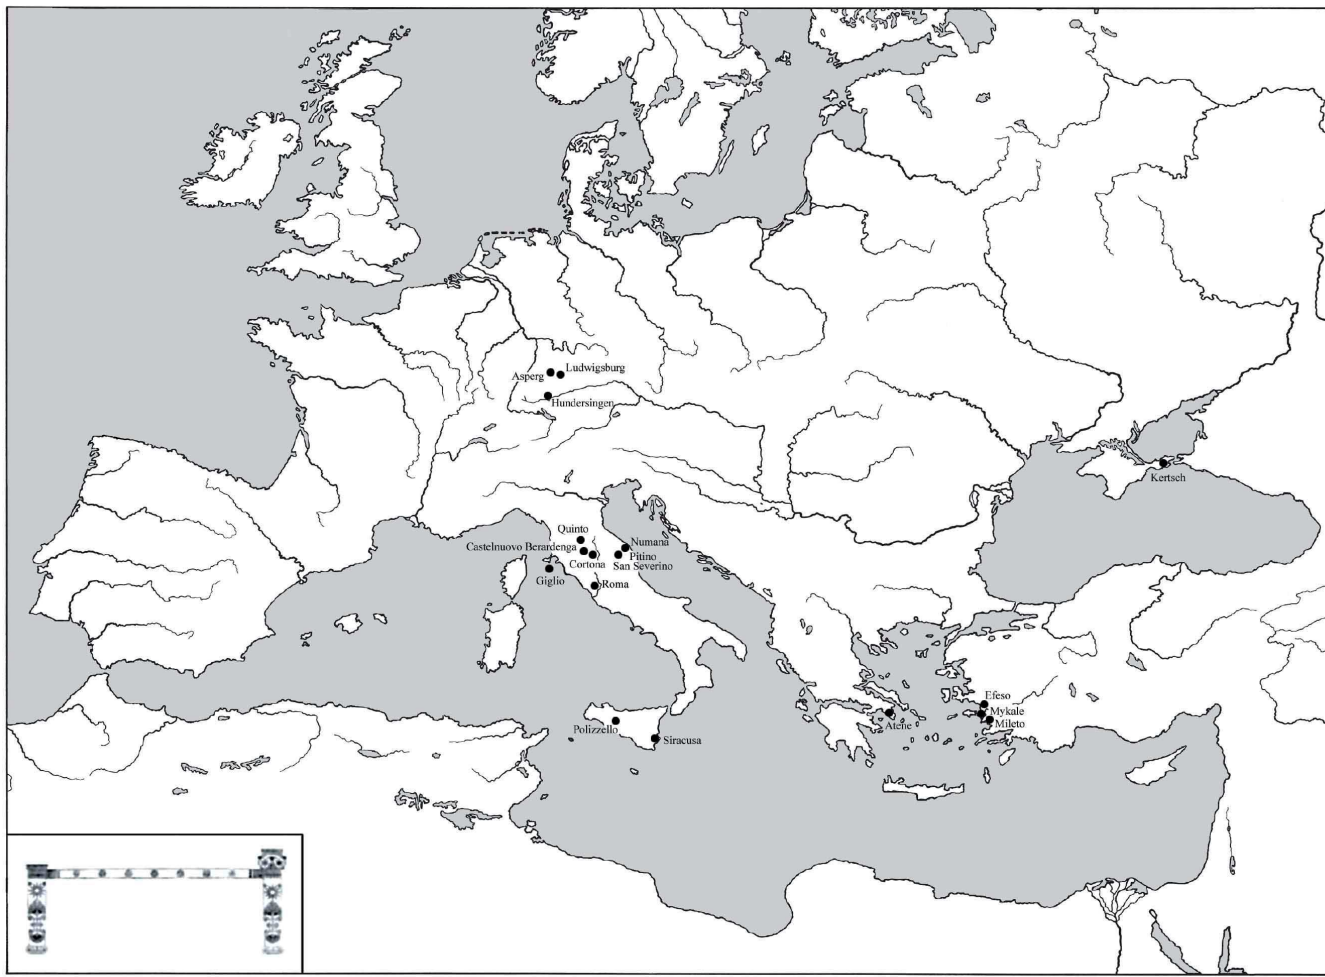 Ludwigsburg
Asperg
Hundersingen
Kertsch
Quinto
Numana
Castelnuovo Berardenga
Pitino
Cortona
San Severino
Giglio
Roma
Efeso
Mykale
Mileto
Atene
Polizzello
Siracusa